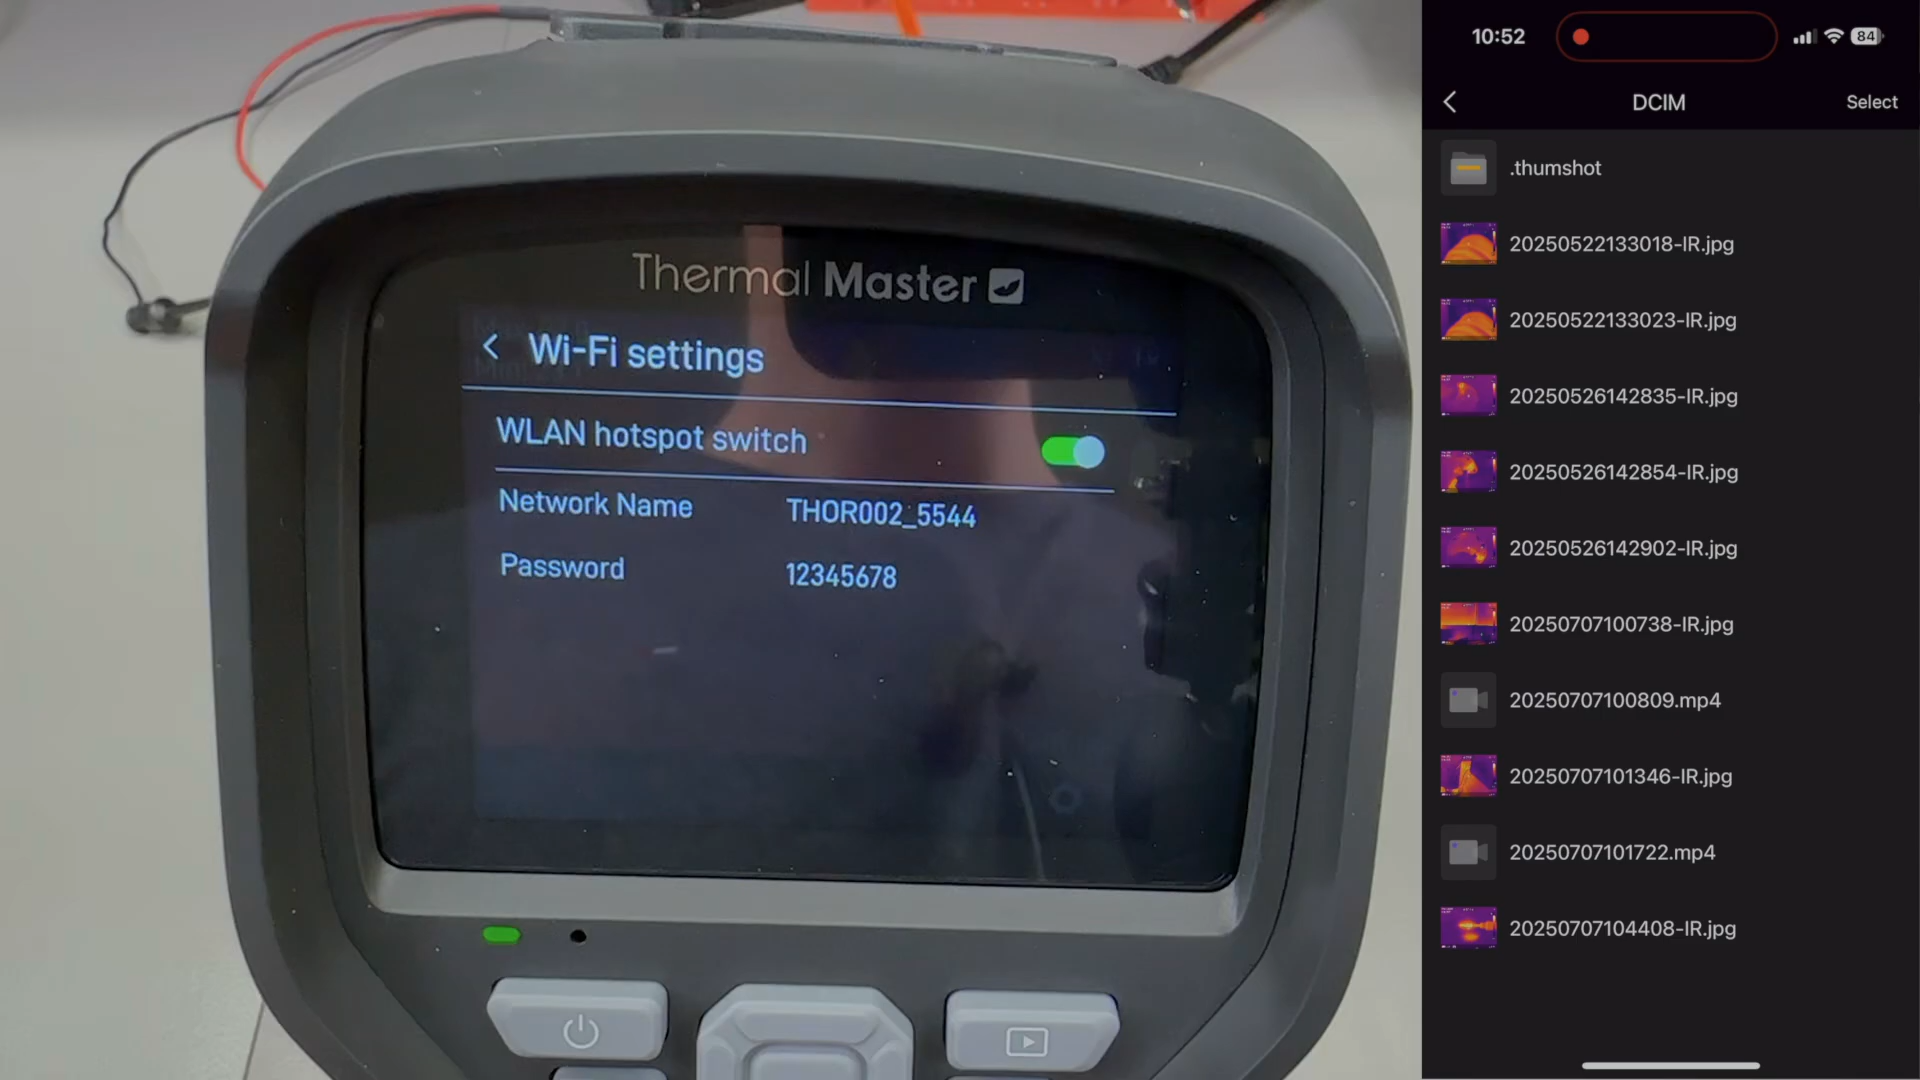 Thermal Master
Wi-Fi settings
WLAN hotspot switch
Network Name THOR002_5544
Password 12345678
10:52
84
DCIM
Select
.thumshot
20250522133018-IR.jpg
20250522133023-IR.jpg
20250526142835-IR.jpg
20250526142854-IR.jpg
20250526142902-IR.jpg
20250707100738-IR.jpg
20250707100809.mp4
20250707101346-IR.jpg
20250707101722.mp4
20250707104408-IR.jpg